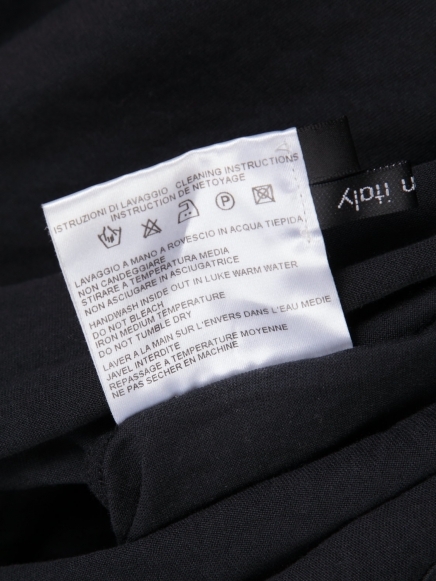 ISTRUZIONI DI LAVAGGIO CLEANING INSTRUCTIONS
INSTRUCTION DE NETOYAGE
P
LAVAGGIO A MANO A ROVESCIO IN ACQUA TIEPIDA
NON CANDEGGIARE
STIRARE A TEMPERATURA MEDIA
NON ASCIUGARE IN ASCIUGATRICE
HANDWASH INSIDE OUT IN LUKE WARM WATER
DO NOT BLEACH
IRON MEDIUM TEMPERATURE
DO NOT TUMBLE DRY
LAVER A LA MAIN SUR L'ENVERS DANS L'EAU MEDIE
JAVEL INTERDITE
REPASSAGE A TEMPERATURE MOYENNE
NE PAS SECHER EN MACHINE
n italy